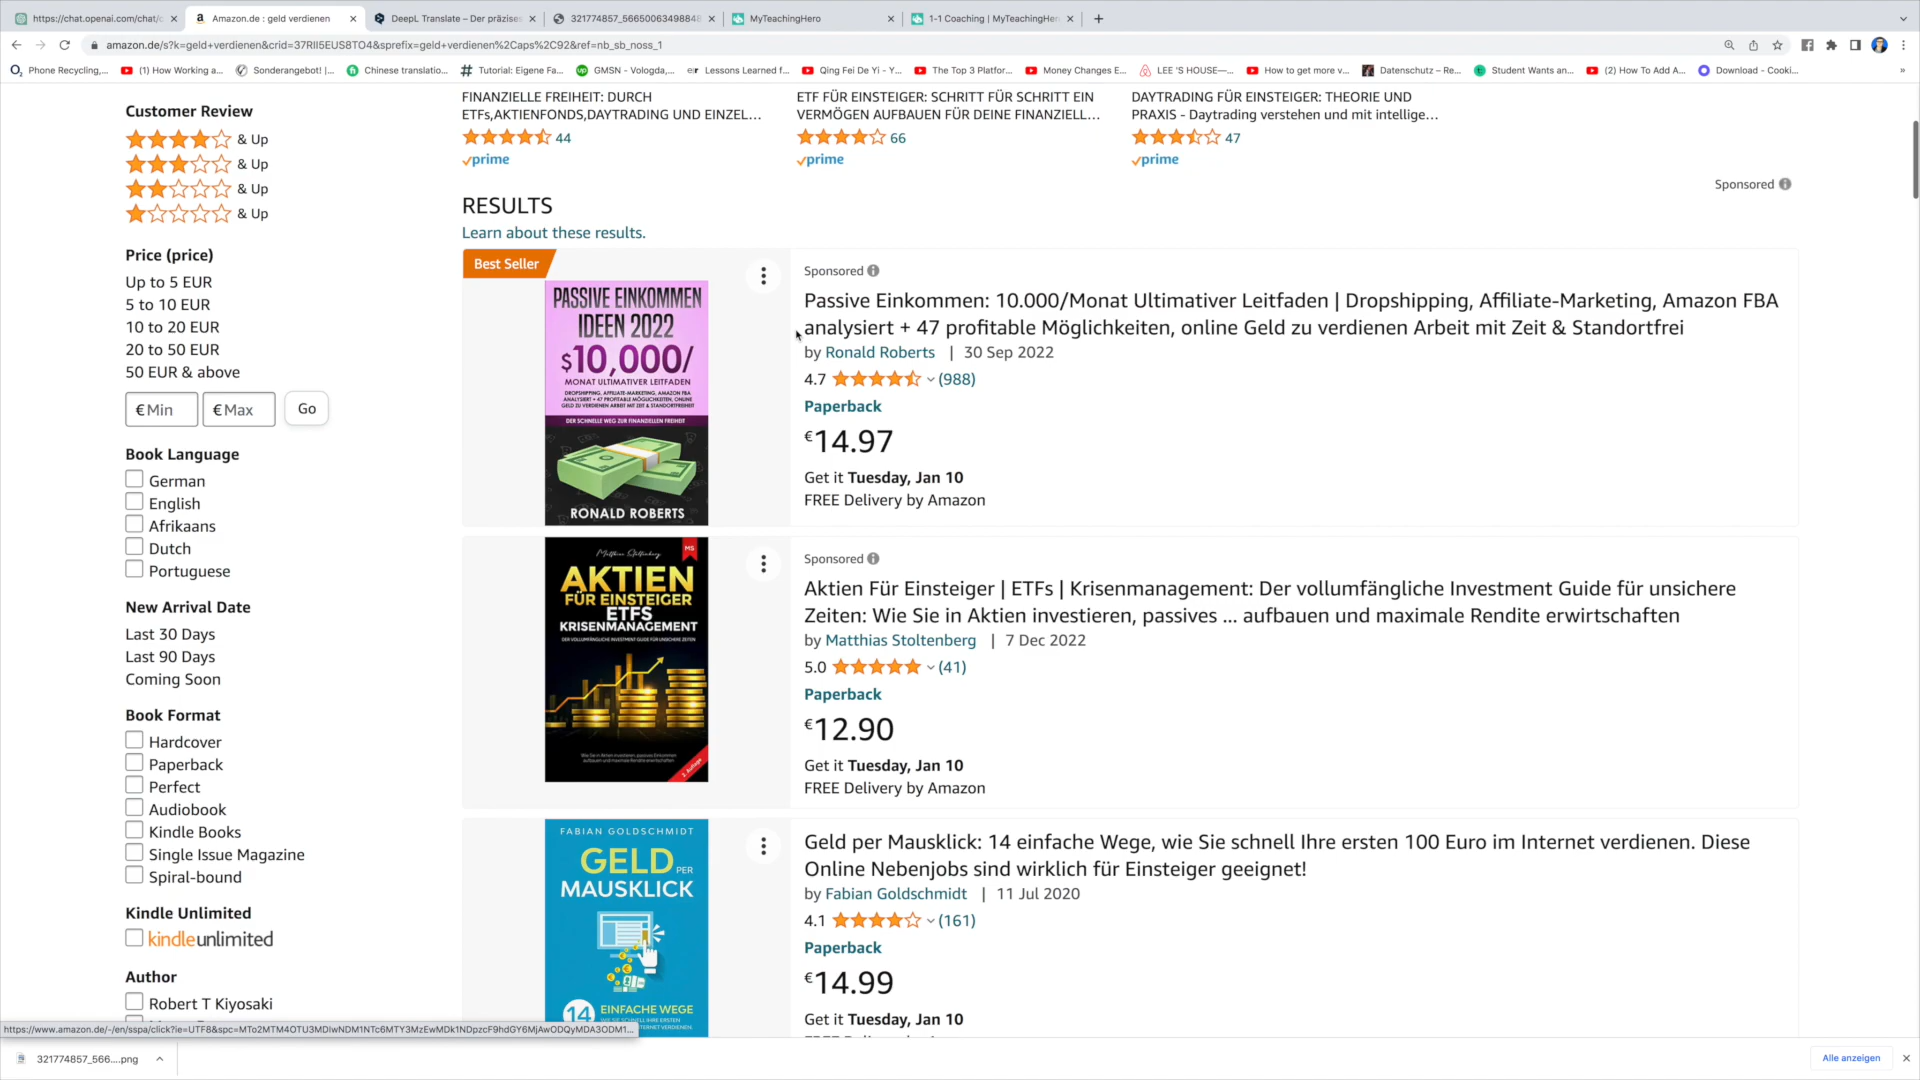 https://chat.openai.com/chat/c
Amazon.de : geld verdienen
DeepL Translate – Der präzises
321774857_56650063498848
MyTeachingHero
1-1 Coaching | MyTeachingHer
amazon.de/s?k=geld+verdienen&crid=37RII5EUS8TO4&sprefix=geld+verdienen%2Caps%2C92&ref=nb_sb_noss_1
Phone Recycling,...
(1) How Working a...
Sonderangebot! |...
Chinese translatio...
Tutorial: Eigene Fa...
GMSN - Vologda,...
Lessons Learned f...
Qing Fei De Yi - Y...
The Top 3 Platfor...
Money Changes E...
LEE 'S HOUSE—...
How to get more v...
Datenschutz – Re...
Student Wants an...
(2) How To Add A...
Download - Cooki...
Customer Review
& Up
& Up
& Up
& Up
Price (price)
Up to 5 EUR
5 to 10 EUR
10 to 20 EUR
20 to 50 EUR
50 EUR & above
€ Min
€ Max
Go
Book Language
German
English
Afrikaans
Dutch
Portuguese
New Arrival Date
Last 30 Days
Last 90 Days
Coming Soon
Book Format
Hardcover
Paperback
Perfect
Audiobook
Kindle Books
Single Issue Magazine
Spiral-bound
Kindle Unlimited
kindleunlimited
Author
Robert T Kiyosaki
FINANZIELLE FREIHEIT: DURCH
ETFs,AKTIENFONDS,DAYTRADING UND EINZEL...
44
prime
ETF FÜR EINSTEIGER: SCHRITT FÜR SCHRITT EIN
VERMÖGEN AUFBAUEN FÜR DEINE FINANZIELL...
66
prime
DAYTRADING FÜR EINSTEIGER: THEORIE UND
PRAXIS - Daytrading verstehen und mit intellige...
47
prime
Sponsored
RESULTS
Learn about these results.
Best Seller
PASSIVE EINKOMMEN
IDEEN 2022
$10,000/
MONAT ULTIMATIVER LEITFADEN
DROPSHIPPING, AFFILIATE-MARKETING, AMAZON FBA
ANALYSIERT + 47 PROFITABLE MÖGLICHKEITEN, ONLINE
GELD ZU VERDIENEN ARBEIT MIT ZEIT & STANDORTFREIHEIT
DER SCHNELLE WEG ZUR FINANZIELLEN FREIHEIT
RONALD ROBERTS
Sponsored
Passive Einkommen: 10.000/Monat Ultimativer Leitfaden | Dropshipping, Affiliate-Marketing, Amazon FBA
analysiert + 47 profitable Möglichkeiten, online Geld zu verdienen Arbeit mit Zeit & Standortfrei
by Ronald Roberts | 30 Sep 2022
4.7 (988)
Paperback
€14.97
Get it Tuesday, Jan 10
FREE Delivery by Amazon
Matthias Stoltenberg
MS
AKTIEN
FÜR EINSTEIGER
ETFS
KRISENMANAGEMENT
DER VOLLUMFÄNGLICHE INVESTMENT GUIDE FÜR UNSICHERE ZEITEN
Wie Sie in Aktien investieren, passives Einkommen
aufbauen und maximale Rendite erwirtschaften
Sponsored
Aktien Für Einsteiger | ETFs | Krisenmanagement: Der vollumfängliche Investment Guide für unsichere
Zeiten: Wie Sie in Aktien investieren, passives ... aufbauen und maximale Rendite erwirtschaften
by Matthias Stoltenberg | 7 Dec 2022
5.0 (41)
Paperback
€12.90
Get it Tuesday, Jan 10
FREE Delivery by Amazon
FABIAN GOLDSCHMIDT
GELD PER
MAUSKLICK
14 EINFACHE WEGE
Geld per Mausklick: 14 einfache Wege, wie Sie schnell Ihre ersten 100 Euro im Internet verdienen. Diese
Online Nebenjobs sind wirklich für Einsteiger geeignet!
by Fabian Goldschmidt | 11 Jul 2020
4.1 (161)
Paperback
€14.99
Get it Tuesday, Jan 10
321774857_566....png
Alle anzeigen